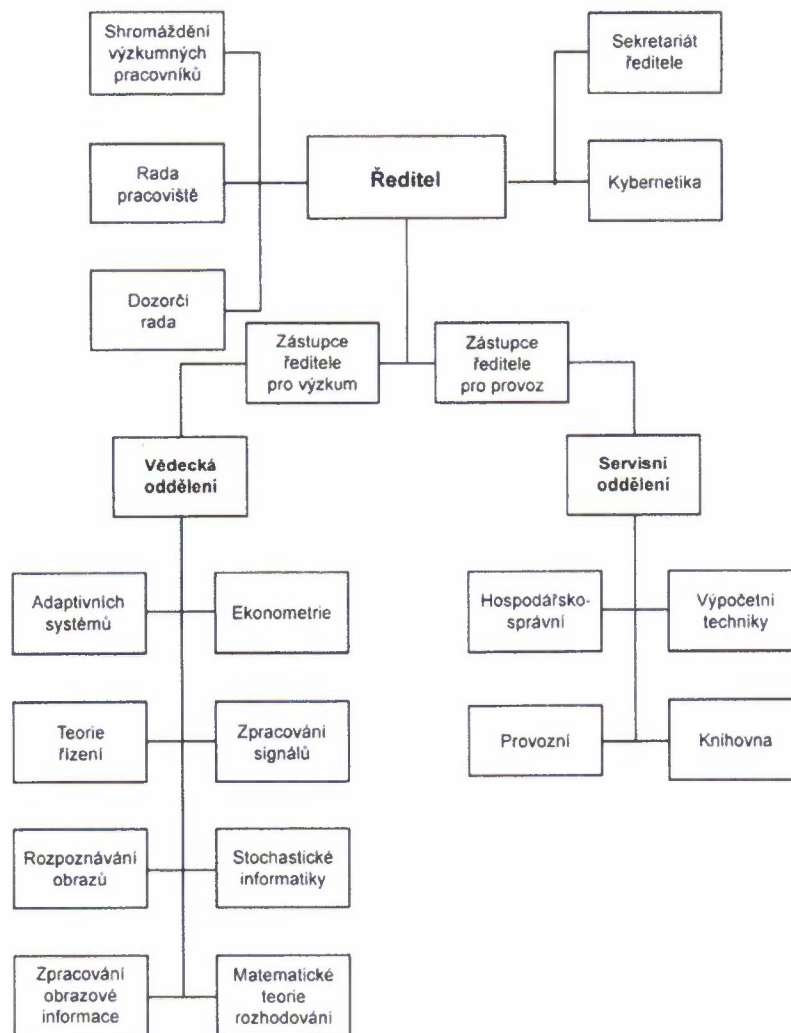 Shromáždění
výzkumných
pracovníků
Sekretariát
ředitele
Ředitel
Rada
pracoviště
Kybernetika
Dozorčí
rada
Zástupce
ředitele
pro výzkum
Zástupce
ředitele
pro provoz
Vědecká
oddělení
Servisní
oddělení
Adaptivních
systémů
Ekonometrie
Hospodářsko-
správní
Výpočetní
techniky
Teorie
řízení
Zpracování
signálů
Provozní
Knihovna
Rozpoznávání
obrazů
Stochastické
informatiky
Zpracování
obrazové
informace
Matematické
teorie
rozhodování